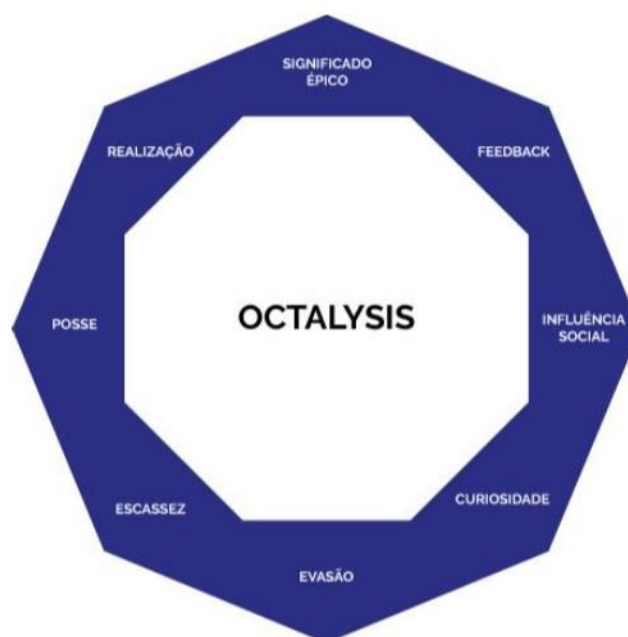 SIGNIFICADO
ÉPICO
REALIZAÇÃO
FEEDBACK
OCTALYSIS
POSSE
INFLUÊNCIA
SOCIAL
CURIOSIDADE
ESCASSEZ
EVASÃO